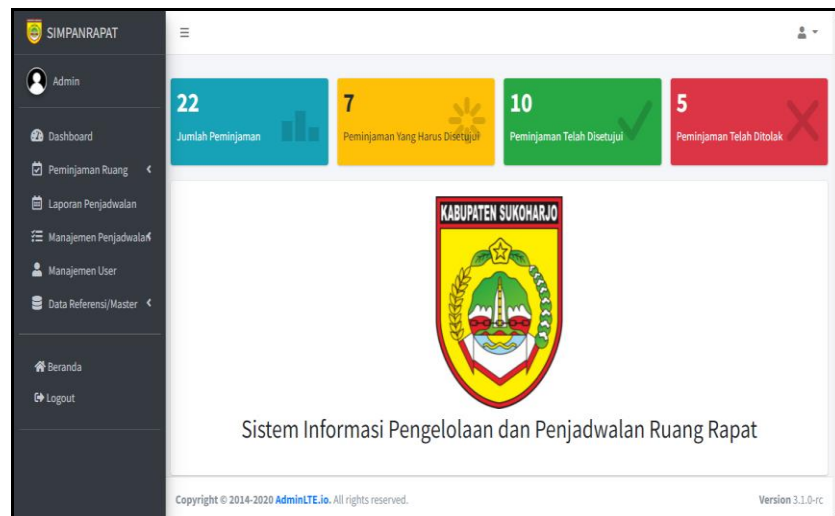 SIMPANRAPAT
Admin
Dashboard
Peminjaman Ruang
Laporan Penjadwalan
Manajemen Penjadwalan
Manajemen User
Data Referensi/Master
Beranda
Logout
22
Jumlah Peminjaman
7
Peminjaman Yang Harus Disetujui
10
Peminjaman Telah Disetujui
5
Peminjaman Telah Ditolak
KABUPATEN SUKOHARJO
Sistem Informasi Pengelolaan dan Penjadwalan Ruang Rapat
Copyright © 2014-2020 AdminLTE.io. All rights reserved.
Version 3.1.0-rc